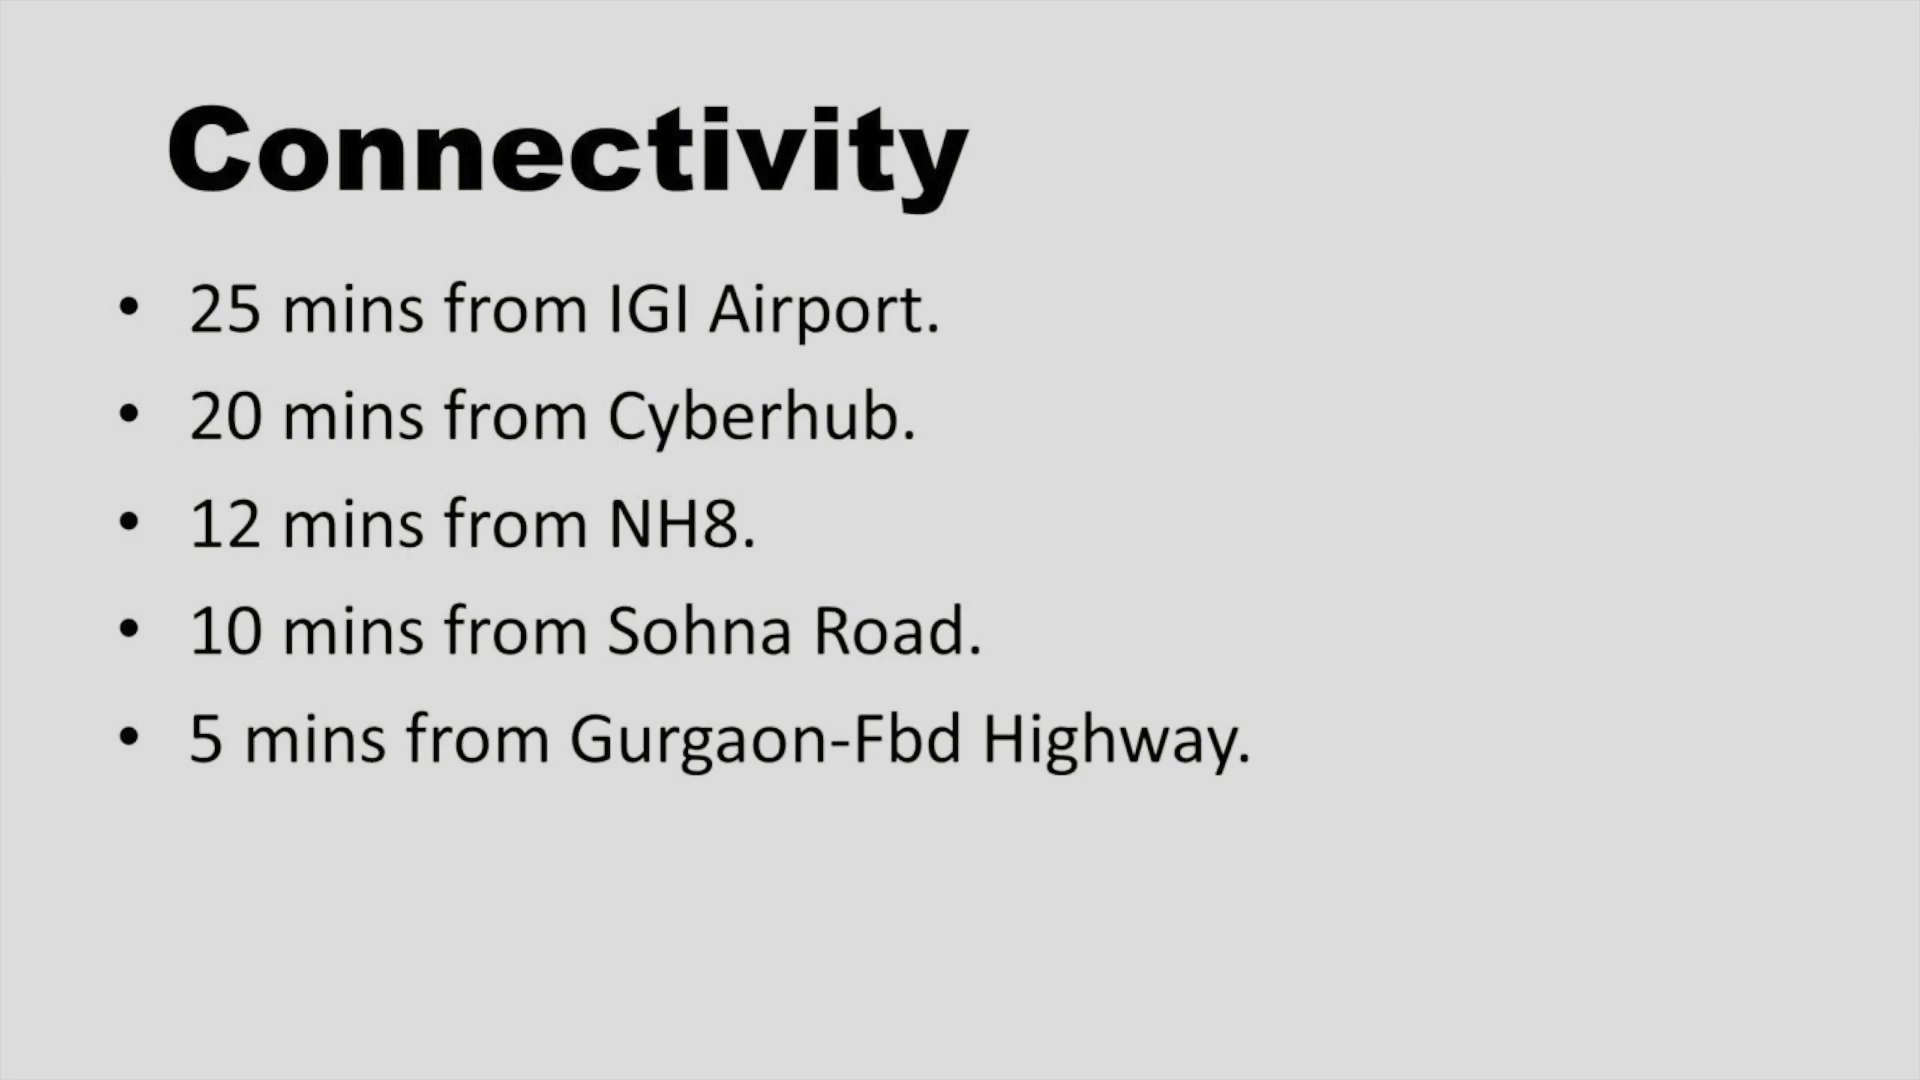 Connectivity
• 25 mins from IGI Airport.
• 20 mins from Cyberhub.
• 12 mins from NH8.
• 10 mins from Sohna Road.
• 5 mins from Gurgaon-Fbd Highway.